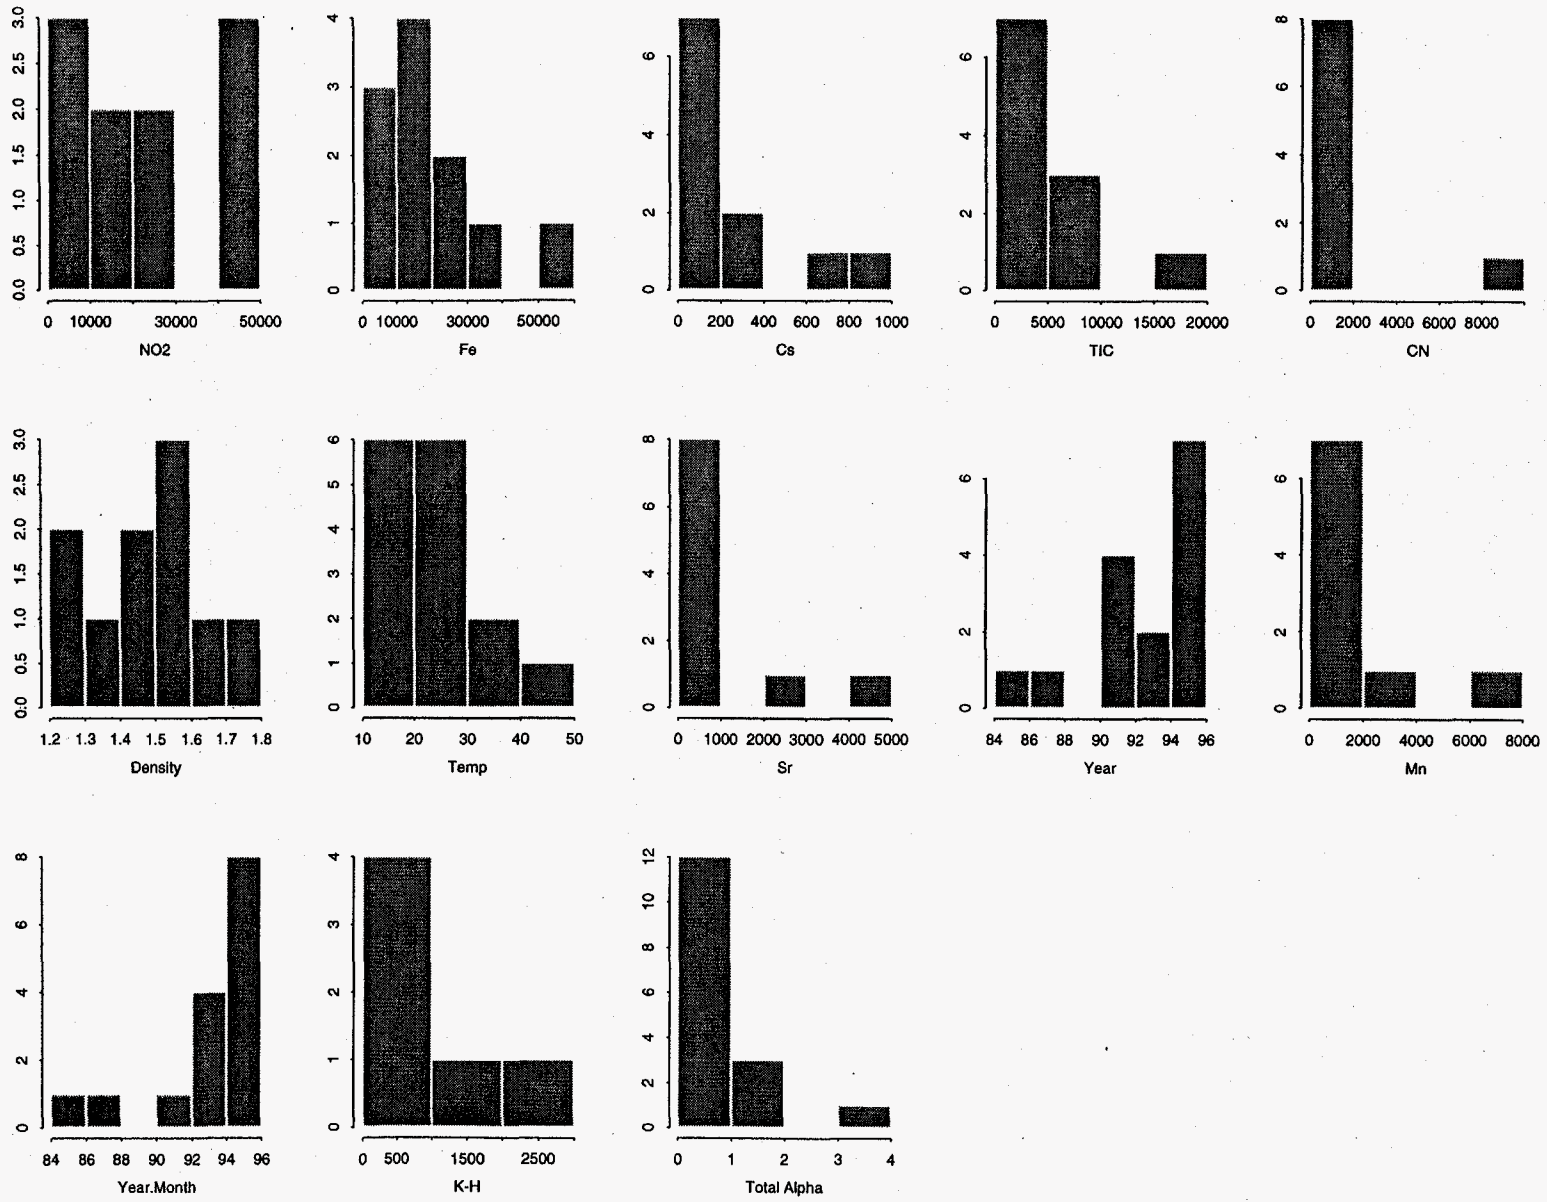 0.0 0.5 1.0 1.5 2.0 2.5 3.0
0 10000 30000 50000
NO2
0 1 2 3 4
0 10000 30000 50000
Fe
0 2 4 6
0 200 400 600 800 1000
Cs
0 2 4 6
0 5000 10000 15000 20000
TIC
0 2 4 6 8
0 2000 4000 6000 8000
CN
0.0 0.5 1.0 1.5 2.0 2.5 3.0
1.2 1.3 1.4 1.5 1.6 1.7 1.8
Density
0 1 2 3 4 5 6
10 20 30 40 50
Temp
0 2 4 6 8
0 1000 2000 3000 4000 5000
Sr
0 2 4 6
84 86 88 90 92 94 96
Year
0 2 4 6
0 2000 4000 6000 8000
Mn
0 2 4 6 8
84 86 88 90 92 94 96
Year.Month
0 1 2 3 4
0 500 1500 2500
K-H
0 2 4 6 8 10 12
0 1 2 3 4
Total Alpha